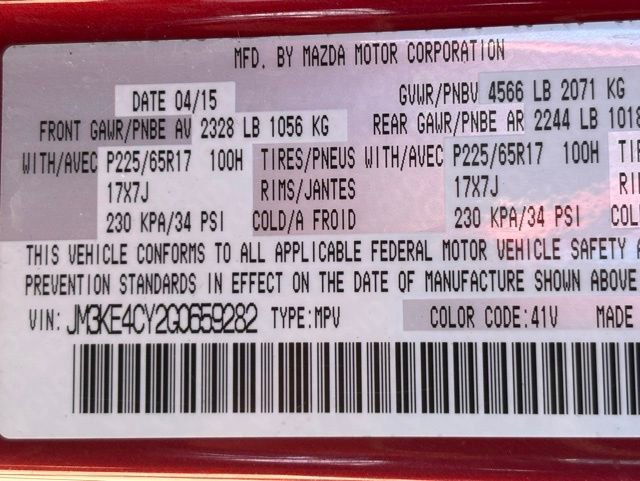 MFD. BY MAZDA MOTOR CORPORATION
DATE 04/15 GVWR/PNBV 4566 LB 2071 KG
FRONT GAWR/PNBE AV 2328 LB 1056 KG REAR GAWR/PNBE AR 2244 LB 1018
WITH/AVEC P225/65R17 100H TIRES/PNEUS WITH/AVEC P225/65R17 100H TIR
17X7J RIMS/JANTES 17X7J RIM
230 KPA/34 PSI COLD/A FROID 230 KPA/34 PSI COL
THIS VEHICLE CONFORMS TO ALL APPLICABLE FEDERAL MOTOR VEHICLE SAFETY A
PREVENTION STANDARDS IN EFFECT ON THE DATE OF MANUFACTURE SHOWN ABOVE
VIN: JM3KE4CY2G0659282 TYPE:MPV COLOR CODE:41V MADE